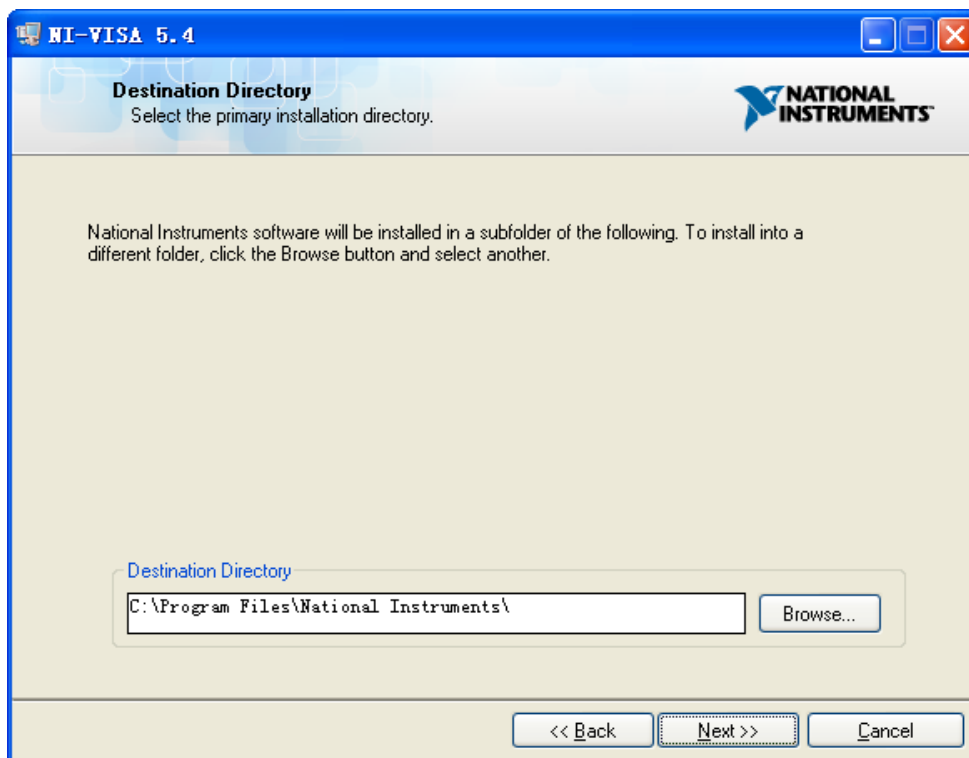 NI-VISA 5.4
Destination Directory
Select the primary installation directory.
NATIONAL
INSTRUMENTS™
National Instruments software will be installed in a subfolder of the following. To install into a
different folder, click the Browse button and select another.
Destination Directory
C:\Program Files\National Instruments\
Browse...
<< Back
Next >>
Cancel